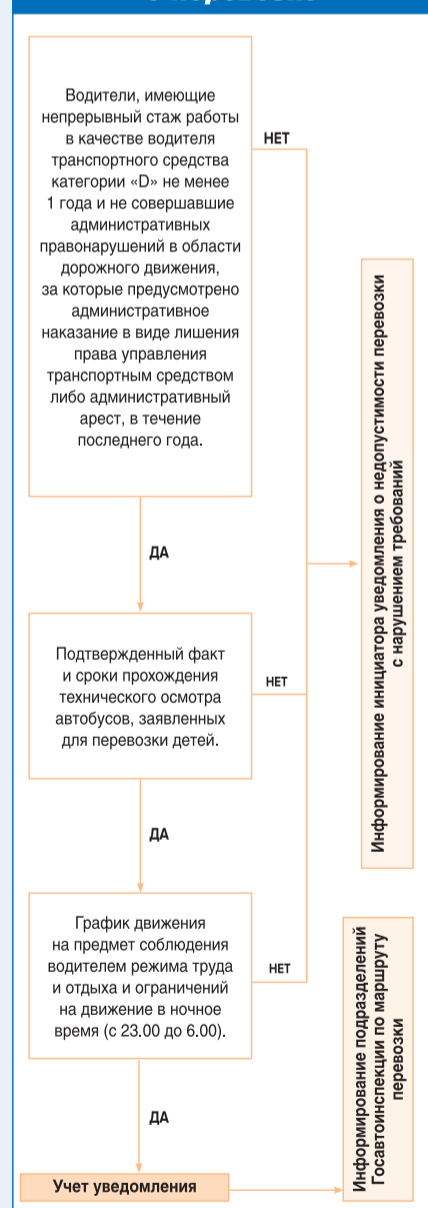 Водители, имеющие
непрерывный стаж работы
в качестве водителя
транспортного средства
категории «D» не менее
1 года и не совершавшие
административных
правонарушений в области
дорожного движения,
за которые предусмотрено
административное
наказание в виде лишения
права управления
транспортным средством
либо административный
арест, в течение
последнего года.
НЕТ
ДА
Подтвержденный факт
и сроки прохождения
технического осмотра
автобусов, заявленных
для перевозки детей.
НЕТ
ДА
График движения
на предмет соблюдения
водителем режима труда
и отдыха и ограничений
на движение в ночное
время (с 23.00 до 6.00).
НЕТ
ДА
Учет уведомления
Информирование инициатора уведомления о недопустимости перевозки
с нарушением требований
Информирование подразделений
Госавтоинспекции по маршруту
перевозки